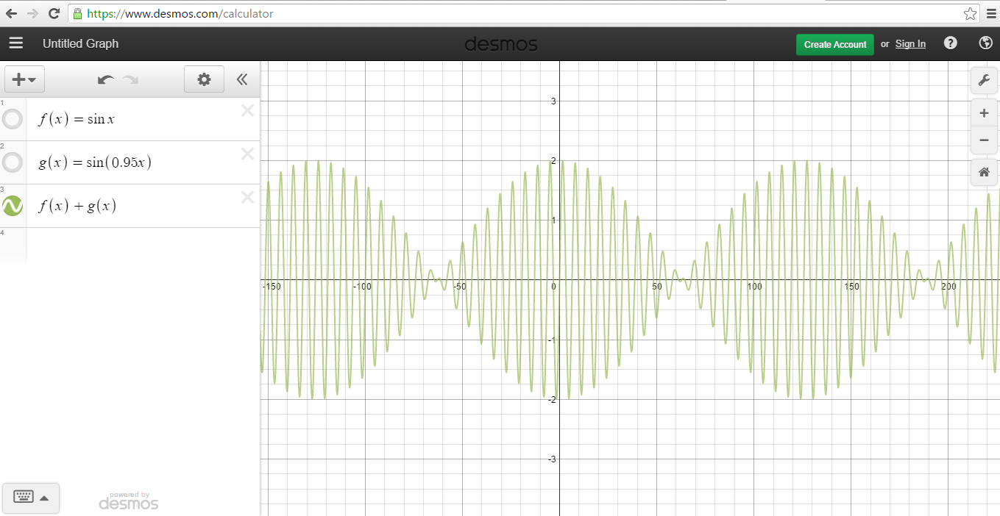 https://www.desmos.com/calculator
Untitled Graph
desmos
Create Account or Sign In ?
1
f(x) = sin x
2
g(x) = sin(0.95x)
3
f(x) + g(x)
4
3
2
1
-150 -100 -50 0 50 100 150 200
-1
-2
-3
powered by
desmos